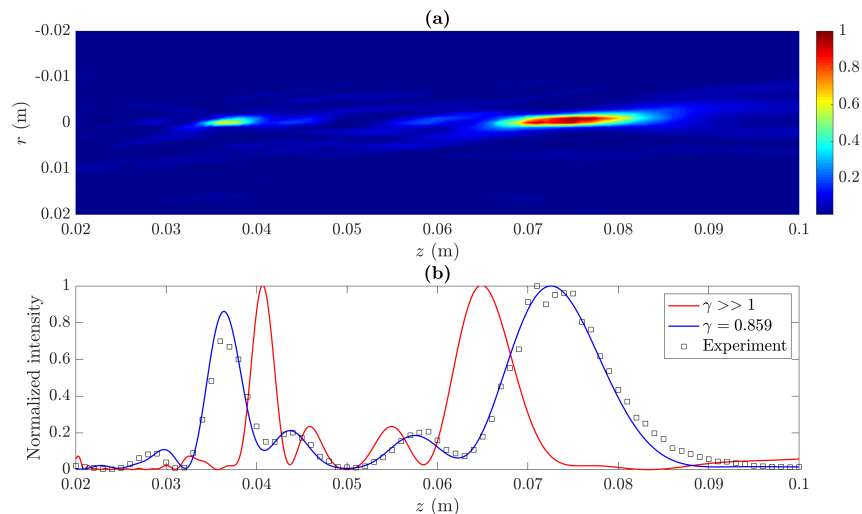 (a)
-0.02
-0.01
0
0.01
0.02
r (m)
0.02 0.03 0.04 0.05 0.06 0.07 0.08 0.09 0.1
z (m)
1
0.8
0.6
0.4
0.2
(b)
1
0.8
0.6
0.4
0.2
0
Normalized intensity
γ >> 1
γ = 0.859
Experiment
0.02 0.03 0.04 0.05 0.06 0.07 0.08 0.09 0.1
z (m)